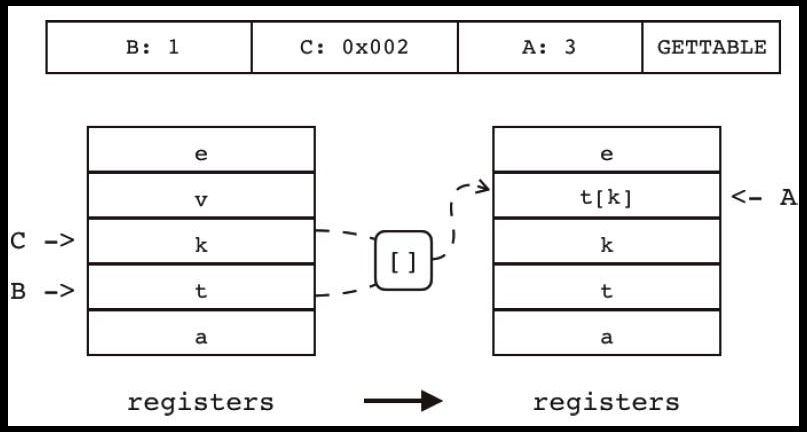 B: 1 C: 0x002 A: 3 GETTABLE
e e
v t[k] <- A
C -> k k
[]
B -> t t
a a
registers registers